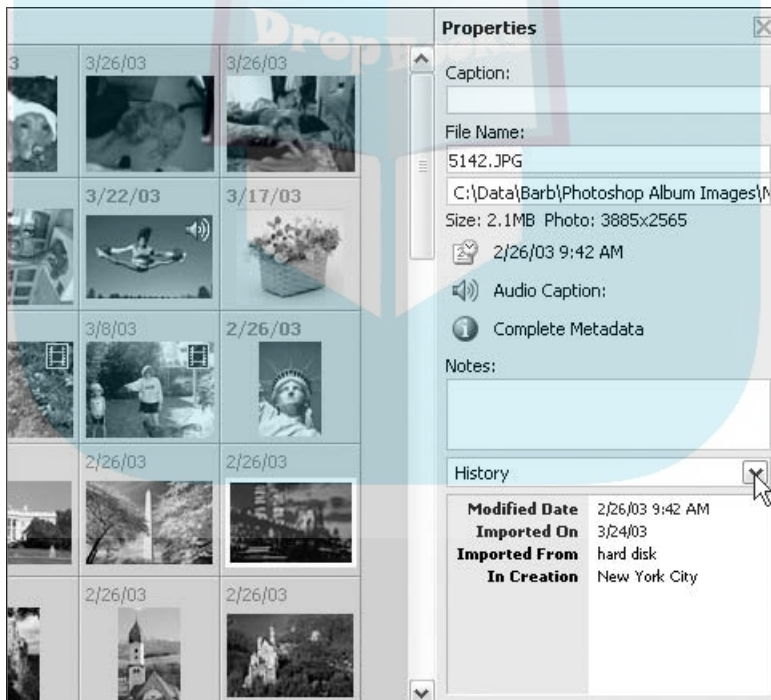 Properties
3
3/26/03
3/26/03
Caption:
File Name:
5142.JPG
C:\Data\Barb\Photoshop Album Images\N
Size: 2.1MB Photo: 3885x2565
2/26/03 9:42 AM
Audio Caption:
Complete Metadata
Notes:
3/22/03
3/17/03
3/8/03
2/26/03
History
2/26/03
2/26/03
Modified Date 2/26/03 9:42 AM
Imported On 3/24/03
Imported From hard disk
In Creation New York City
2/26/03
2/26/03